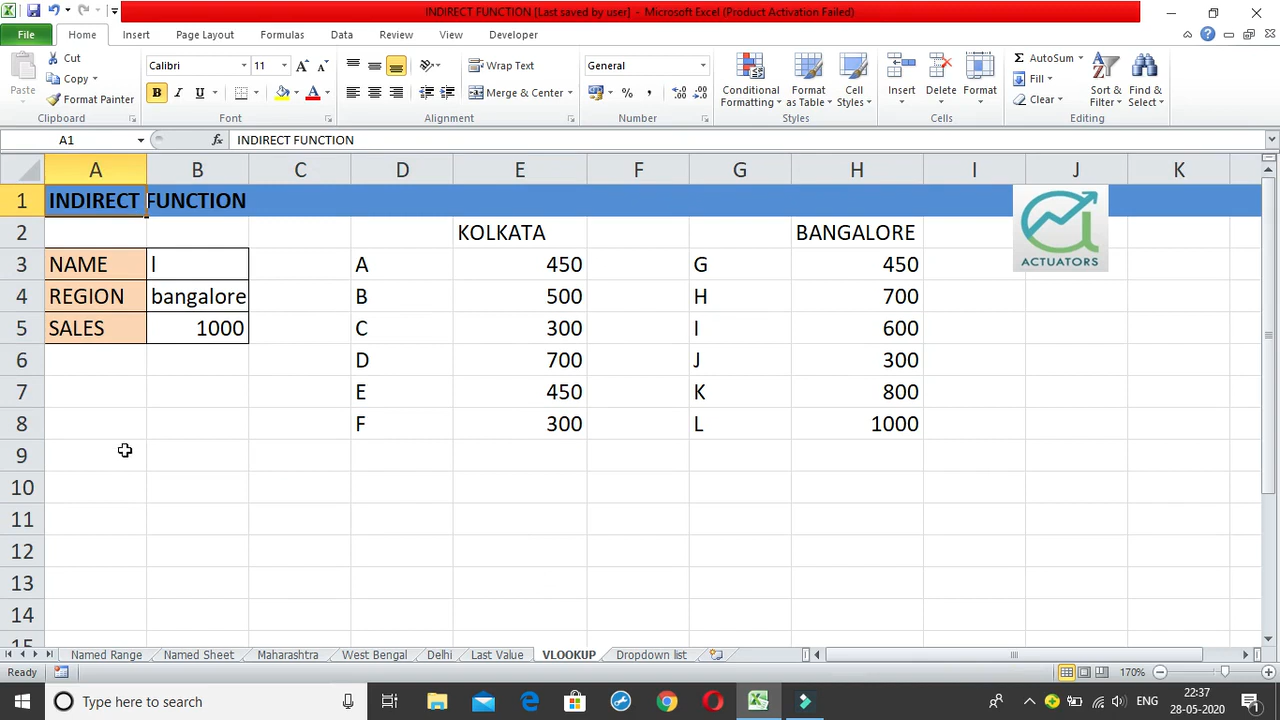 INDIRECT FUNCTION [Last saved by user] - Microsoft Excel (Product Activation Failed)
File Home Insert Page Layout Formulas Data Review View Developer
Paste Cut Copy Format Painter Calibri 11 Wrap Text Merge & Center General Conditional Formatting Format as Table Cell Styles Insert Delete Format AutoSum Fill Clear Sort & Filter Find & Select
Clipboard Font Alignment Number Styles Cells Editing
A1 fx INDIRECT FUNCTION
A B C D E F G H I J K
1 INDIRECT FUNCTION
2 KOLKATA BANGALORE
ACTUATORS
3 NAME l A 450 G 450
4 REGION bangalore B 500 H 700
5 SALES 1000 C 300 I 600
6 D 700 J 300
7 E 450 K 800
8 F 300 L 1000
9
10
11
12
13
14
15
Named Range Named Sheet Maharashtra West Bengal Delhi Last Value VLOOKUP Dropdown list
Ready 170%
Type here to search ENG 22:37
28-05-2020